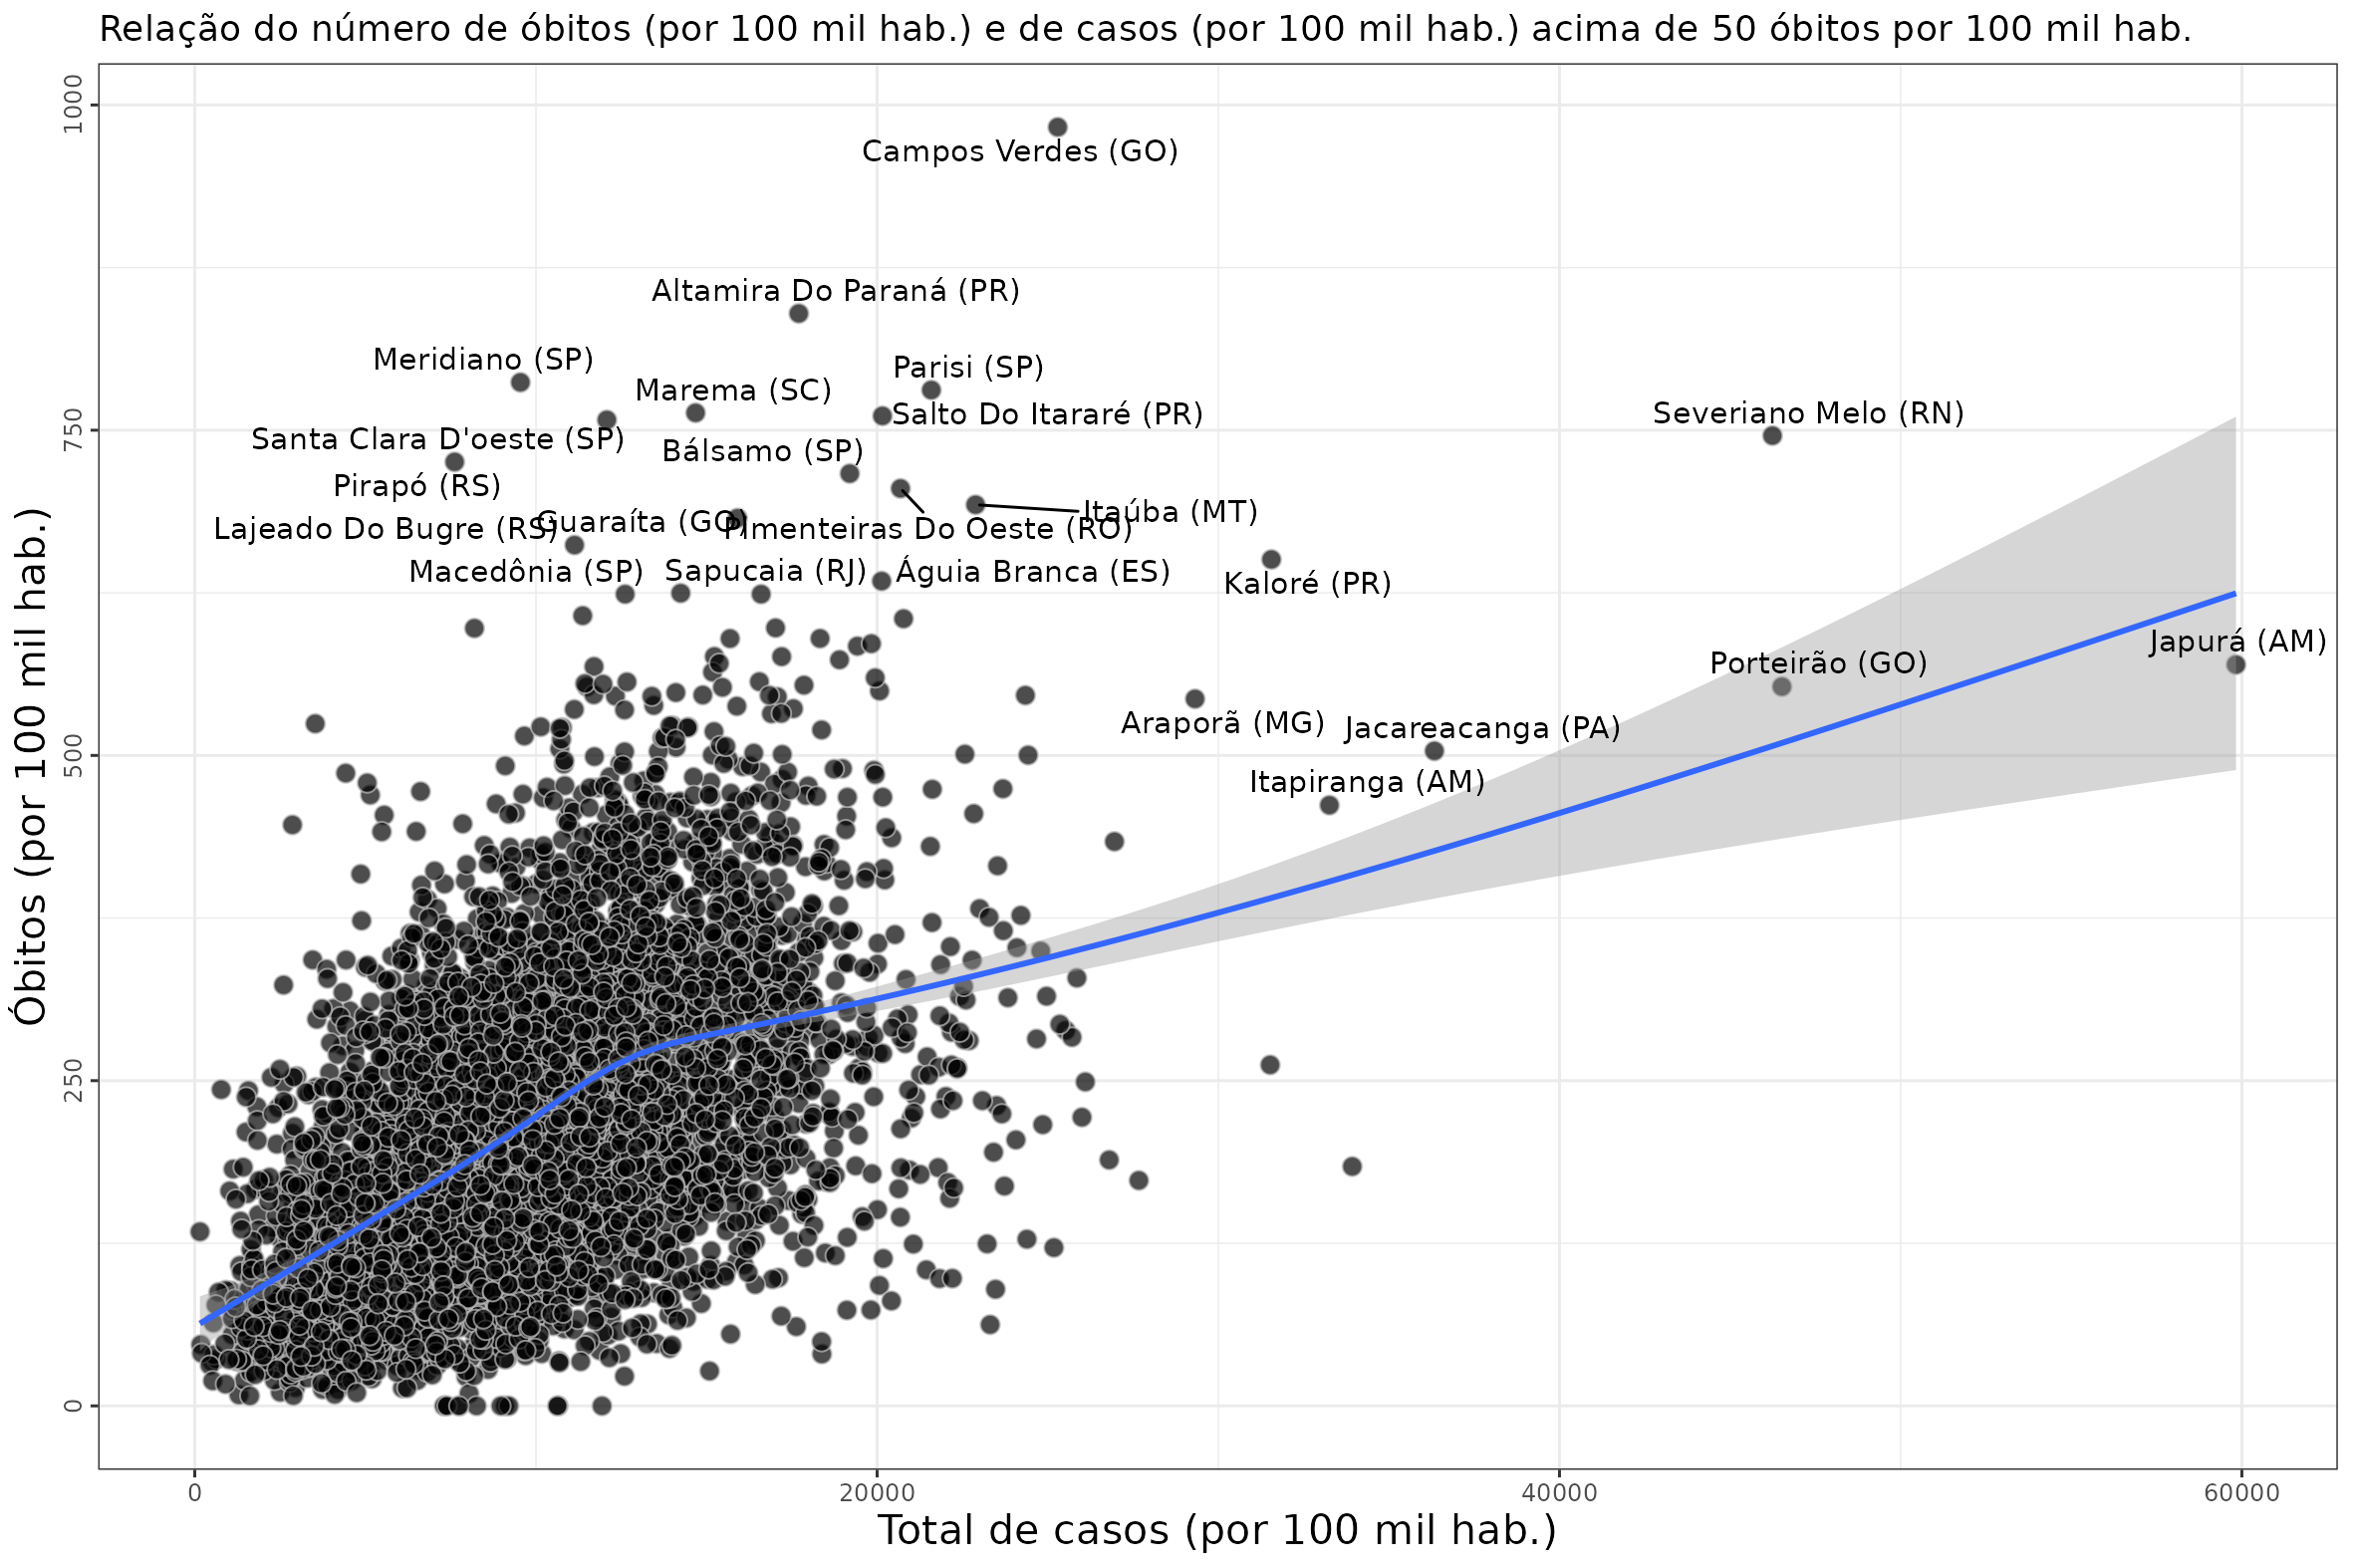 Relação do número de óbitos (por 100 mil hab.) e de casos (por 100 mil hab.) acima de 50 óbitos por 100 mil hab.
1000
Campos Verdes (GO)
Altamira Do Paraná (PR)
Meridiano (SP)
Parisi (SP)
Marema (SC)
Salto Do Itararé (PR)
Severiano Melo (RN)
750
Santa Clara D'oeste (SP)
Bálsamo (SP)
Pirapó (RS)
Itaúba (MT)
Guaraíta (GO)
Lajeado Do Bugre (RS)
Pimenteiras Do Oeste (RO)
Macedônia (SP)
Sapucaia (RJ)
Águia Branca (ES)
Kaloré (PR)
Japurá (AM)
Porteirão (GO)
Araporã (MG)
Jacareacanga (PA)
500
Itapiranga (AM)
250
0
Óbitos (por 100 mil hab.)
0
20000
40000
60000
Total de casos (por 100 mil hab.)